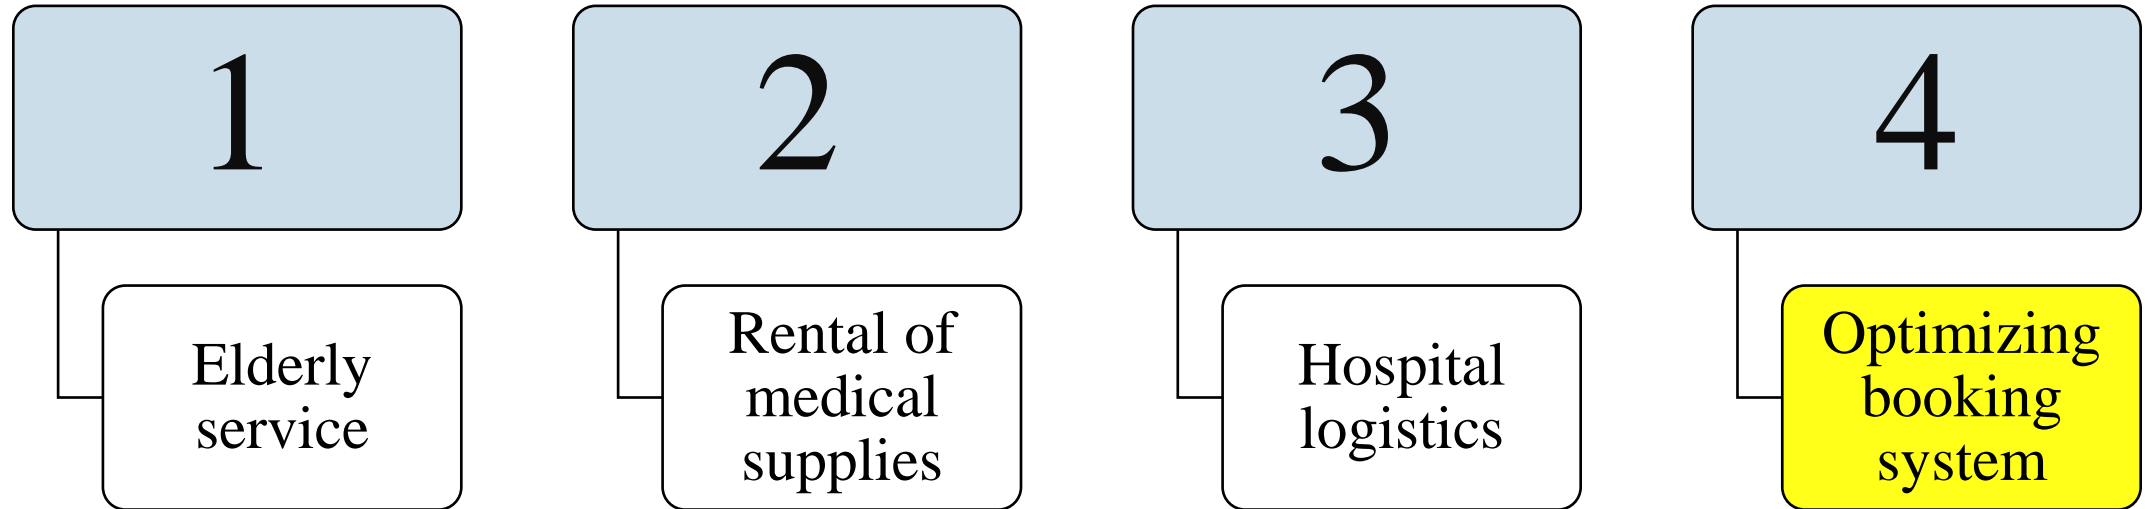 1
Elderly
service
2
Rental of
medical
supplies
3
Hospital
logistics
4
Optimizing
booking
system